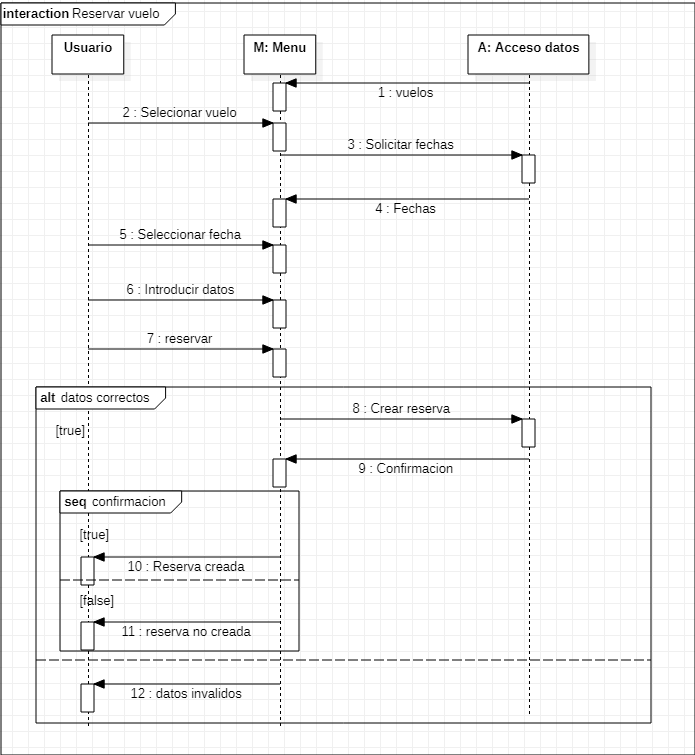 interaction Reservar vuelo
Usuario
M: Menu
A: Acceso datos
1 : vuelos
2 : Selecionar vuelo
3 : Solicitar fechas
4 : Fechas
5 : Seleccionar fecha
6 : Introducir datos
7 : reservar
alt datos correctos
8 : Crear reserva
[true]
9 : Confirmacion
seq confirmacion
[true]
10 : Reserva creada
[false]
11 : reserva no creada
12 : datos invalidos